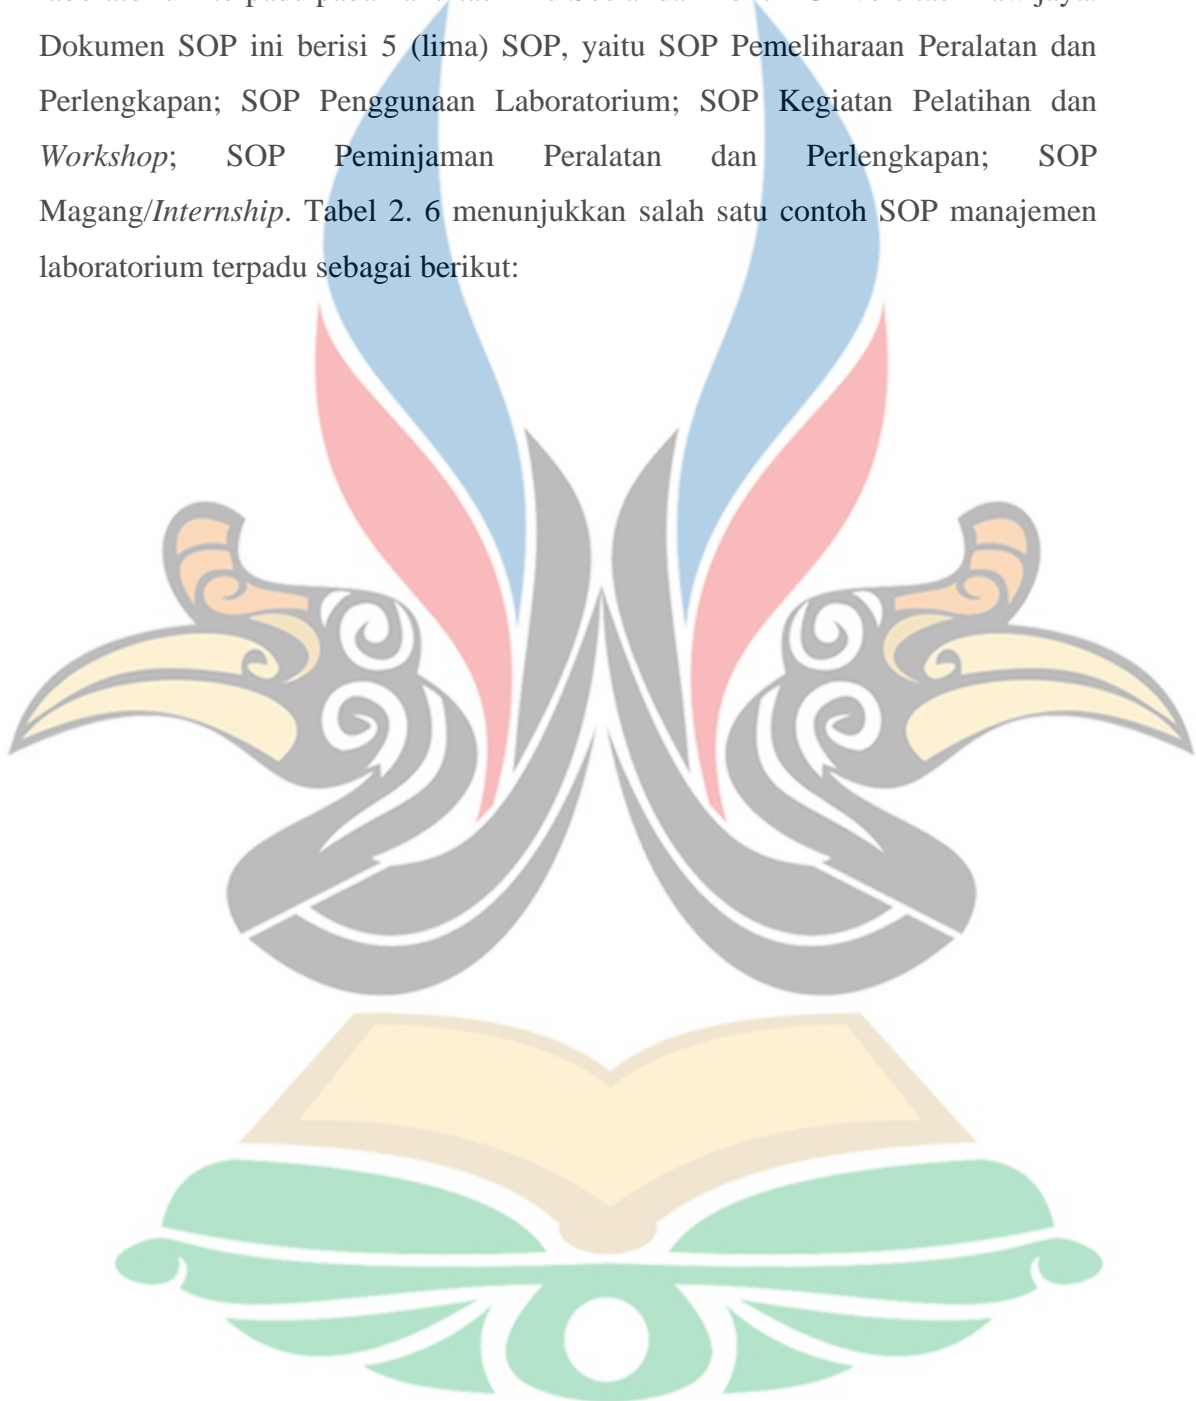 Dokumen SOP ini berisi 5 (lima) SOP, yaitu SOP Pemeliharaan Peralatan dan
Perlengkapan; SOP Penggunaan Laboratorium; SOP Kegiatan Pelatihan dan
Workshop; SOP Peminjaman Peralatan dan Perlengkapan; SOP
Magang/Internship. Tabel 2. 6 menunjukkan salah satu contoh SOP manajemen
laboratorium terpadu sebagai berikut: